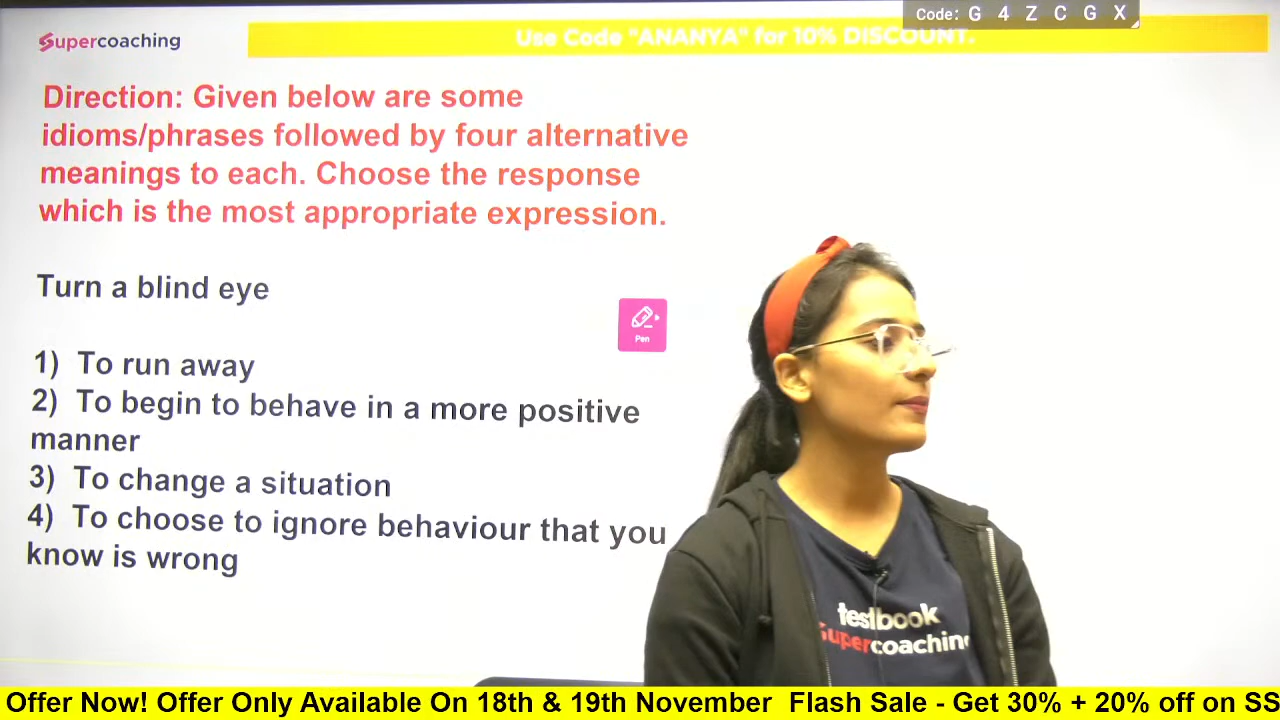 Supercoaching
Use Code "ANANYA" for 10% DISCOUNT.
Code: G 4 Z C G X
Direction: Given below are some
idioms/phrases followed by four alternative
meanings to each. Choose the response
which is the most appropriate expression.
Turn a blind eye
Pen
1) To run away
2) To begin to behave in a more positive
manner
3) To change a situation
4) To choose to ignore behaviour that you
know is wrong
testbook
Supercoaching
Offer Now! Offer Only Available On 18th & 19th November Flash Sale - Get 30% + 20% off on SS